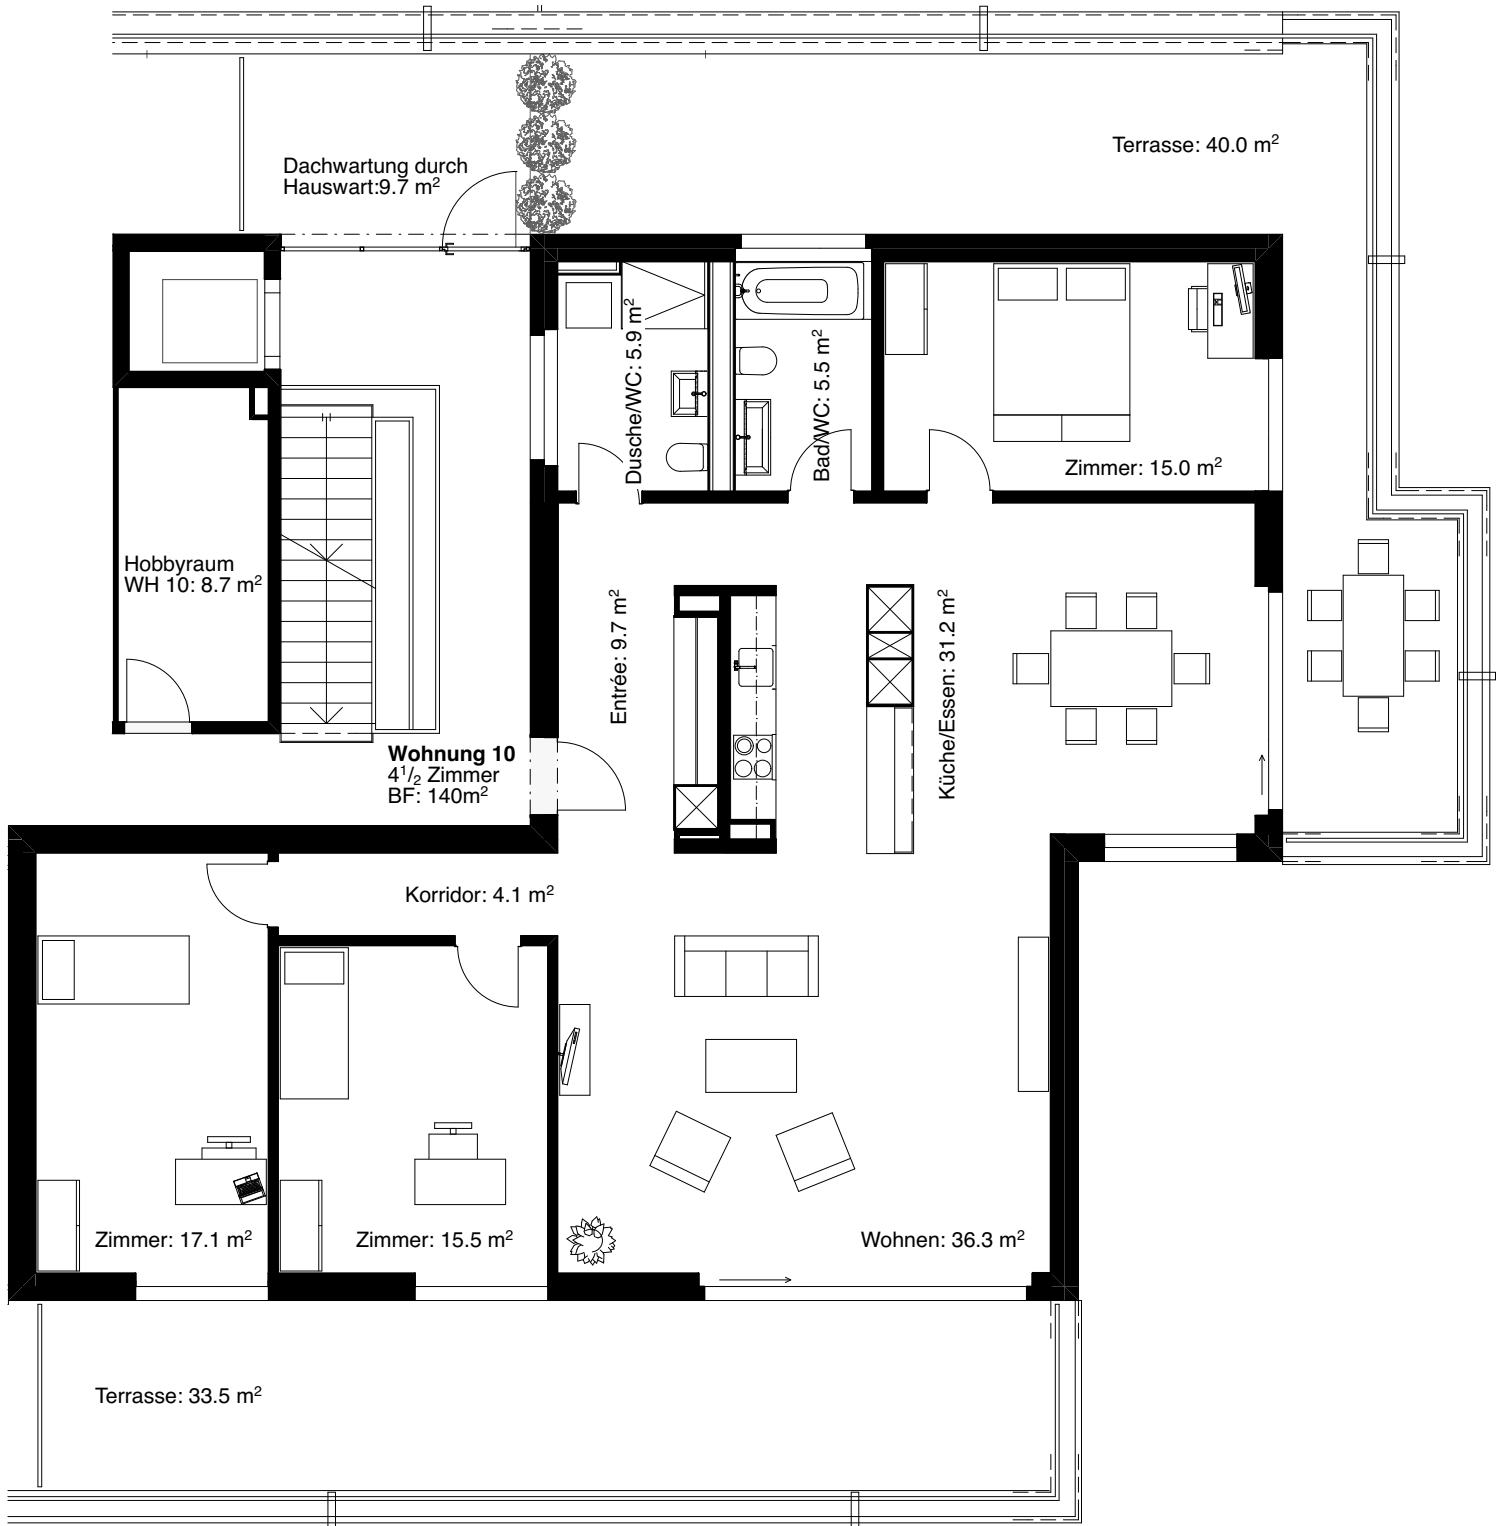 Terrasse: 40.0 m²
Dachwartung durch
Hauswart:9.7 m²
Dusche/WC: 5.9 m²
Bad/WC: 5.5 m²
Zimmer: 15.0 m²
Hobbyraum
WH 10: 8.7 m²
Entrée: 9.7 m²
Küche/Essen: 31.2 m²
Wohnung 10
4¹/₂ Zimmer
BF: 140m²
Korridor: 4.1 m²
Zimmer: 17.1 m²
Zimmer: 15.5 m²
Wohnen: 36.3 m²
Terrasse: 33.5 m²